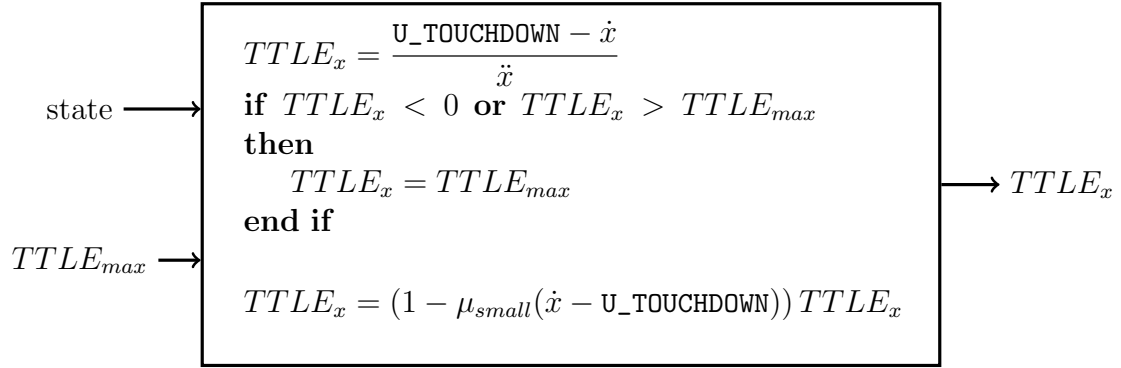 TTLE_x = \frac{U_TOUCHDOWN − ẋ}{ẍ}
state
if TTLE_x < 0 or TTLE_x > TTLE_max
then
TTLE_x = TTLE_max
TTLE_x
end if
TTLE_max
TTLE_x = (1 − μ_small(ẋ − U_TOUCHDOWN)) TTLE_x